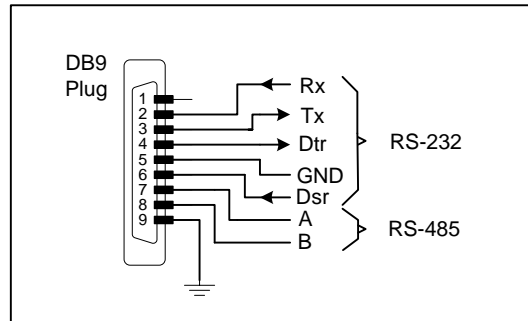 DB9
Plug
1
2
3
4
5
6
7
8
9
Rx
Tx
Dtr
GND
Dsr
A
B
RS-232
RS-485